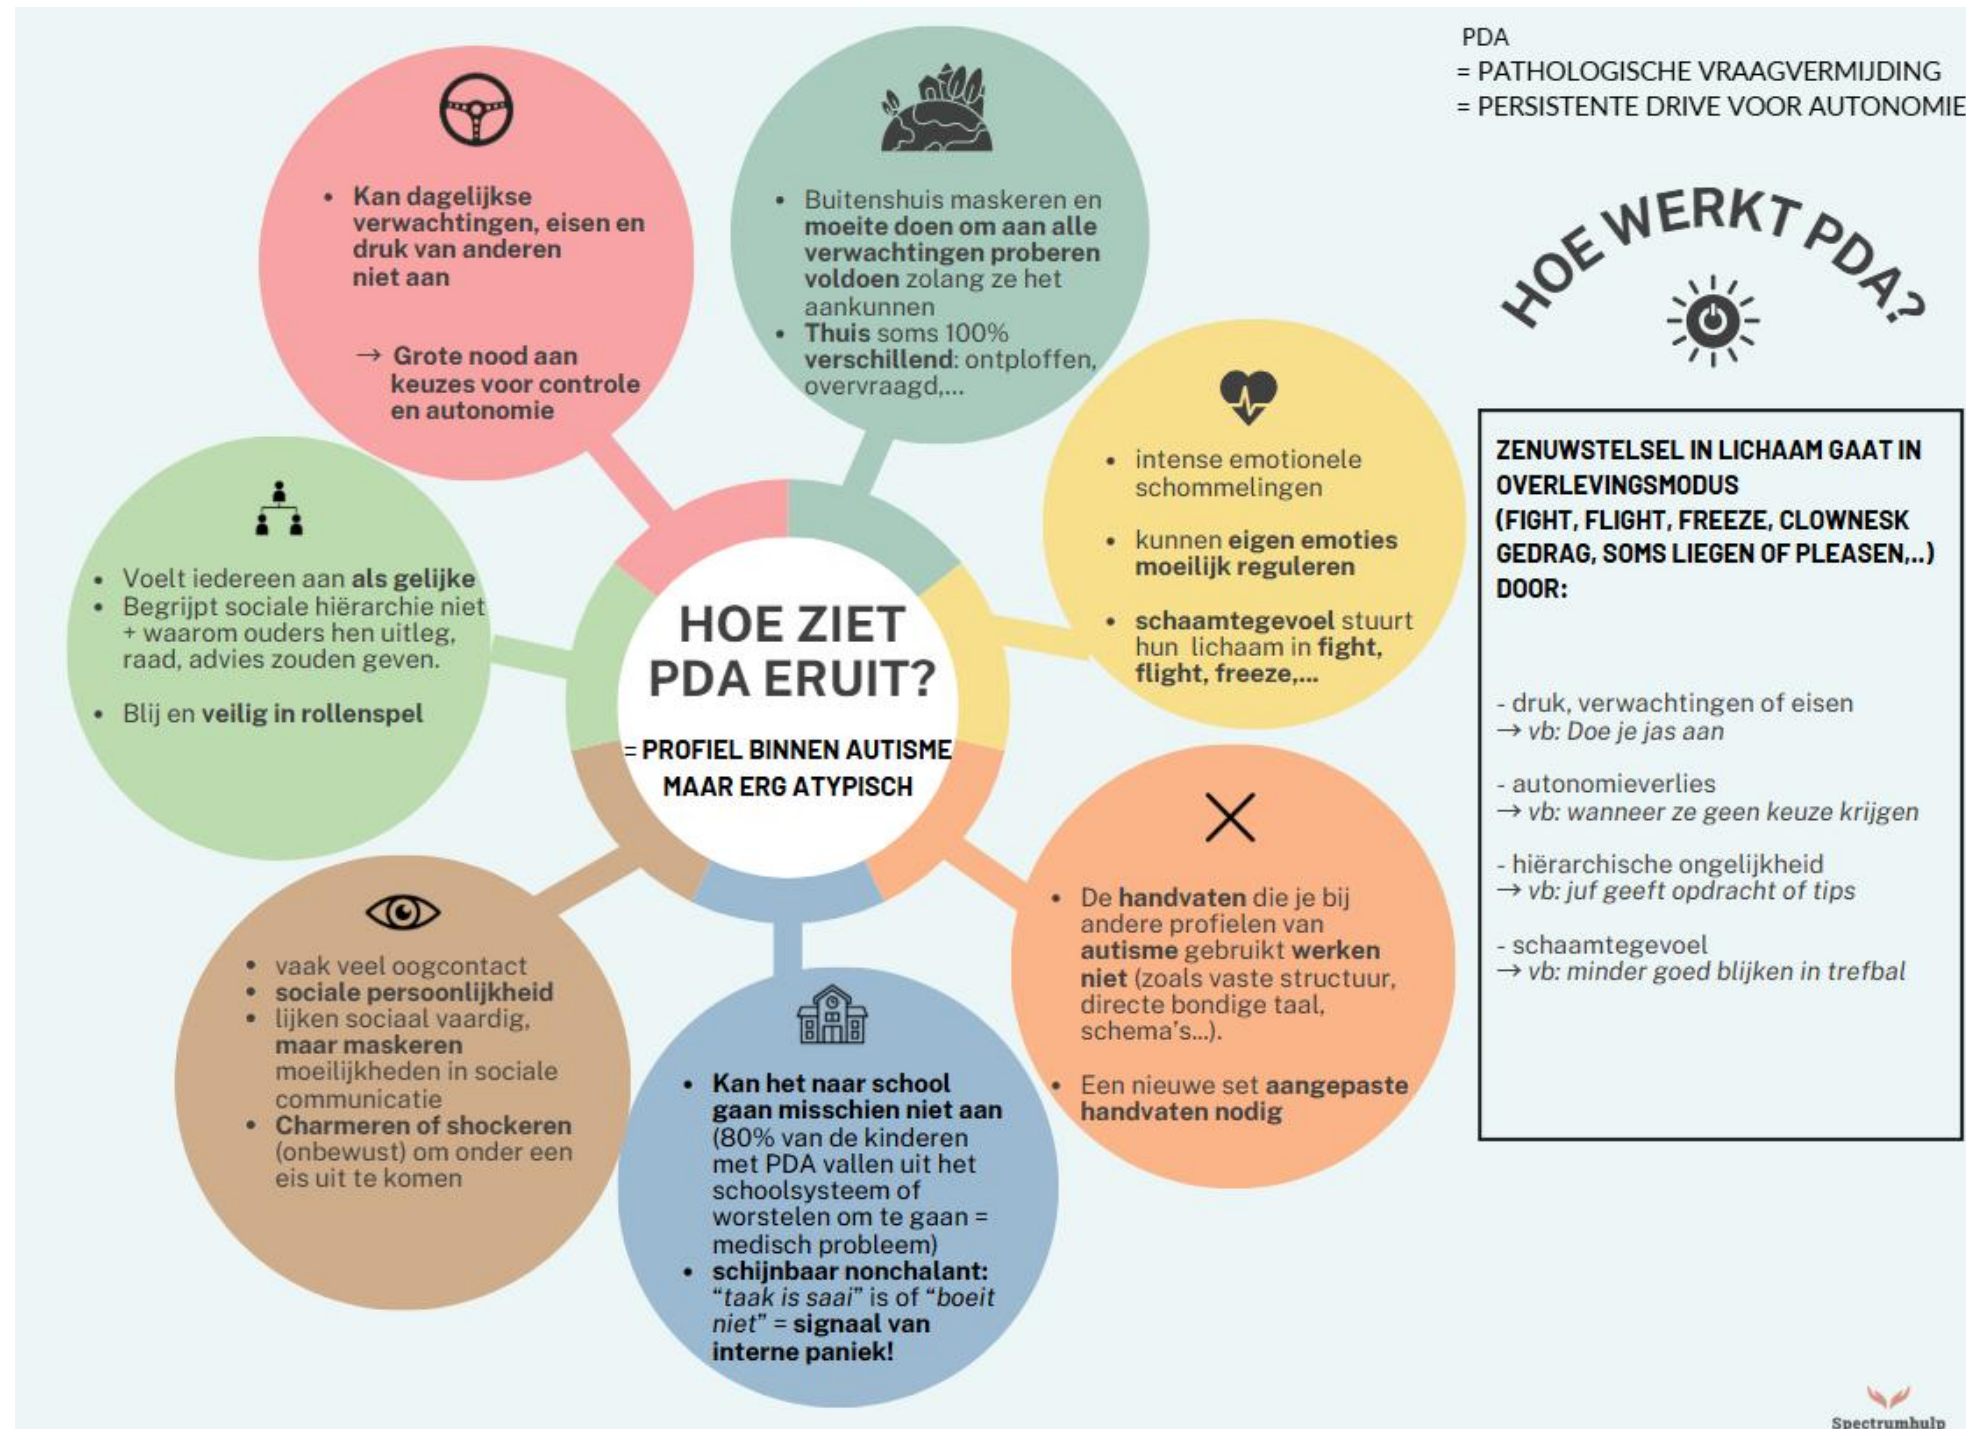 PDA
= PATHOLOGISCHE VRAAGVERMIJDING
= PERSISTENTE DRIVE VOOR AUTONOMIE
• Kan dagelijkse
verwachtingen, eisen en
druk van anderen
niet aan
→ Grote nood aan
keuzes voor controle
en autonomie
• Buitenshuis maskeren en
moeite doen om aan alle
verwachtingen proberen
voldoen zolang ze het
aankunnen
• Thuis soms 100%
verschillend: ontploffen,
overvraagd,...
• intense emotionele
schommelingen
• kunnen eigen emoties
moeilijk reguleren
• schaamtegevoel stuurt
hun lichaam in fight,
flight, freeze,...
• De handvaten die je bij
andere profielen van
autisme gebruikt werken
niet (zoals vaste structuur,
directe bondige taal,
schema's...).
• Een nieuwe set aangepaste
handvaten nodig
• Kan het naar school
gaan misschien niet aan
(80% van de kinderen
met PDA vallen uit het
schoolsysteem of
worstelen om te gaan =
medisch probleem)
• schijnbaar nonchalant:
“taak is saai” is of “boeit
niet” = signaal van
interne paniek!
• vaak veel oogcontact
• sociale persoonlijkheid
• lijken sociaal vaardig,
maar maskeren
moeilijkheden in sociale
communicatie
• Charmeren of shockeren
(onbewust) om onder een
eis uit te komen
• Voelt iedereen aan als gelijke
• Begrijpt sociale hiërarchie niet
+ waarom ouders hen uitleg,
raad, advies zouden geven.
• Blij en veilig in rollenspel
HOE ZIET
PDA ERUIT?
= PROFIEL BINNEN AUTISME
MAAR ERG ATYPISCH
HOE WERKT PDA?
ZENUWSTELSEL IN LICHAAM GAAT IN
OVERLEVINGSMODUS
(FIGHT, FLIGHT, FREEZE, CLOWNESK
GEDRAG, SOMS LIEGEN OF PLEASEN,..)
DOOR:
- druk, verwachtingen of eisen
→ vb: Doe je jas aan
- autonomieverlies
→ vb: wanneer ze geen keuze krijgen
- hiërarchische ongelijkheid
→ vb: juf geeft opdracht of tips
- schaamtegevoel
→ vb: minder goed blijken in trefbal
Spectrumhulp